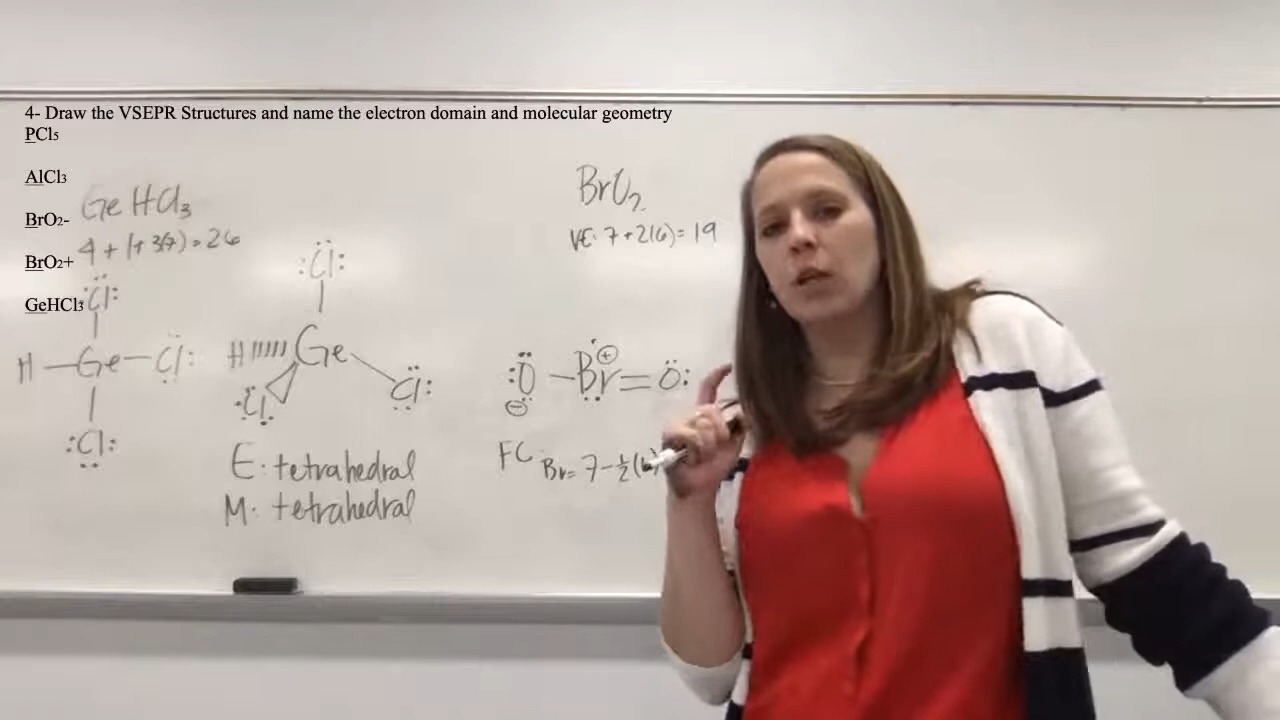 4- Draw the VSEPR Structures and name the electron domain and molecular geometry
PCl5
AlCl3
BrO2-
BrO2+
GeHCl3
GeHCl3
4 + 1 + 3(7) = 26
:Cl:
H—Ge—Cl:
:Cl:
:Cl:
H Ge
:Cl: Cl:
E: tetrahedral
M: tetrahedral
BrO2
VE: 7 + 2(6) = 19
:O—Br=O:
⊖ ⊕
FC Br= 7-½(6)